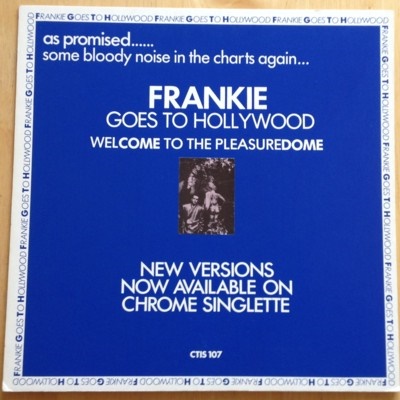 FRANKIE GOES TO HOLLYWOOD FRANKIE GOES TO HOLLYWOOD FRANKIE GOES TO HOLLYWOOD
as promised......
some bloody noise in the charts again...
FRANKIE
GOES TO HOLLYWOOD
WELCOME TO THE PLEASUREDOME
NEW VERSIONS
NOW AVAILABLE ON
CHROME SINGLETTE
CTIS 107